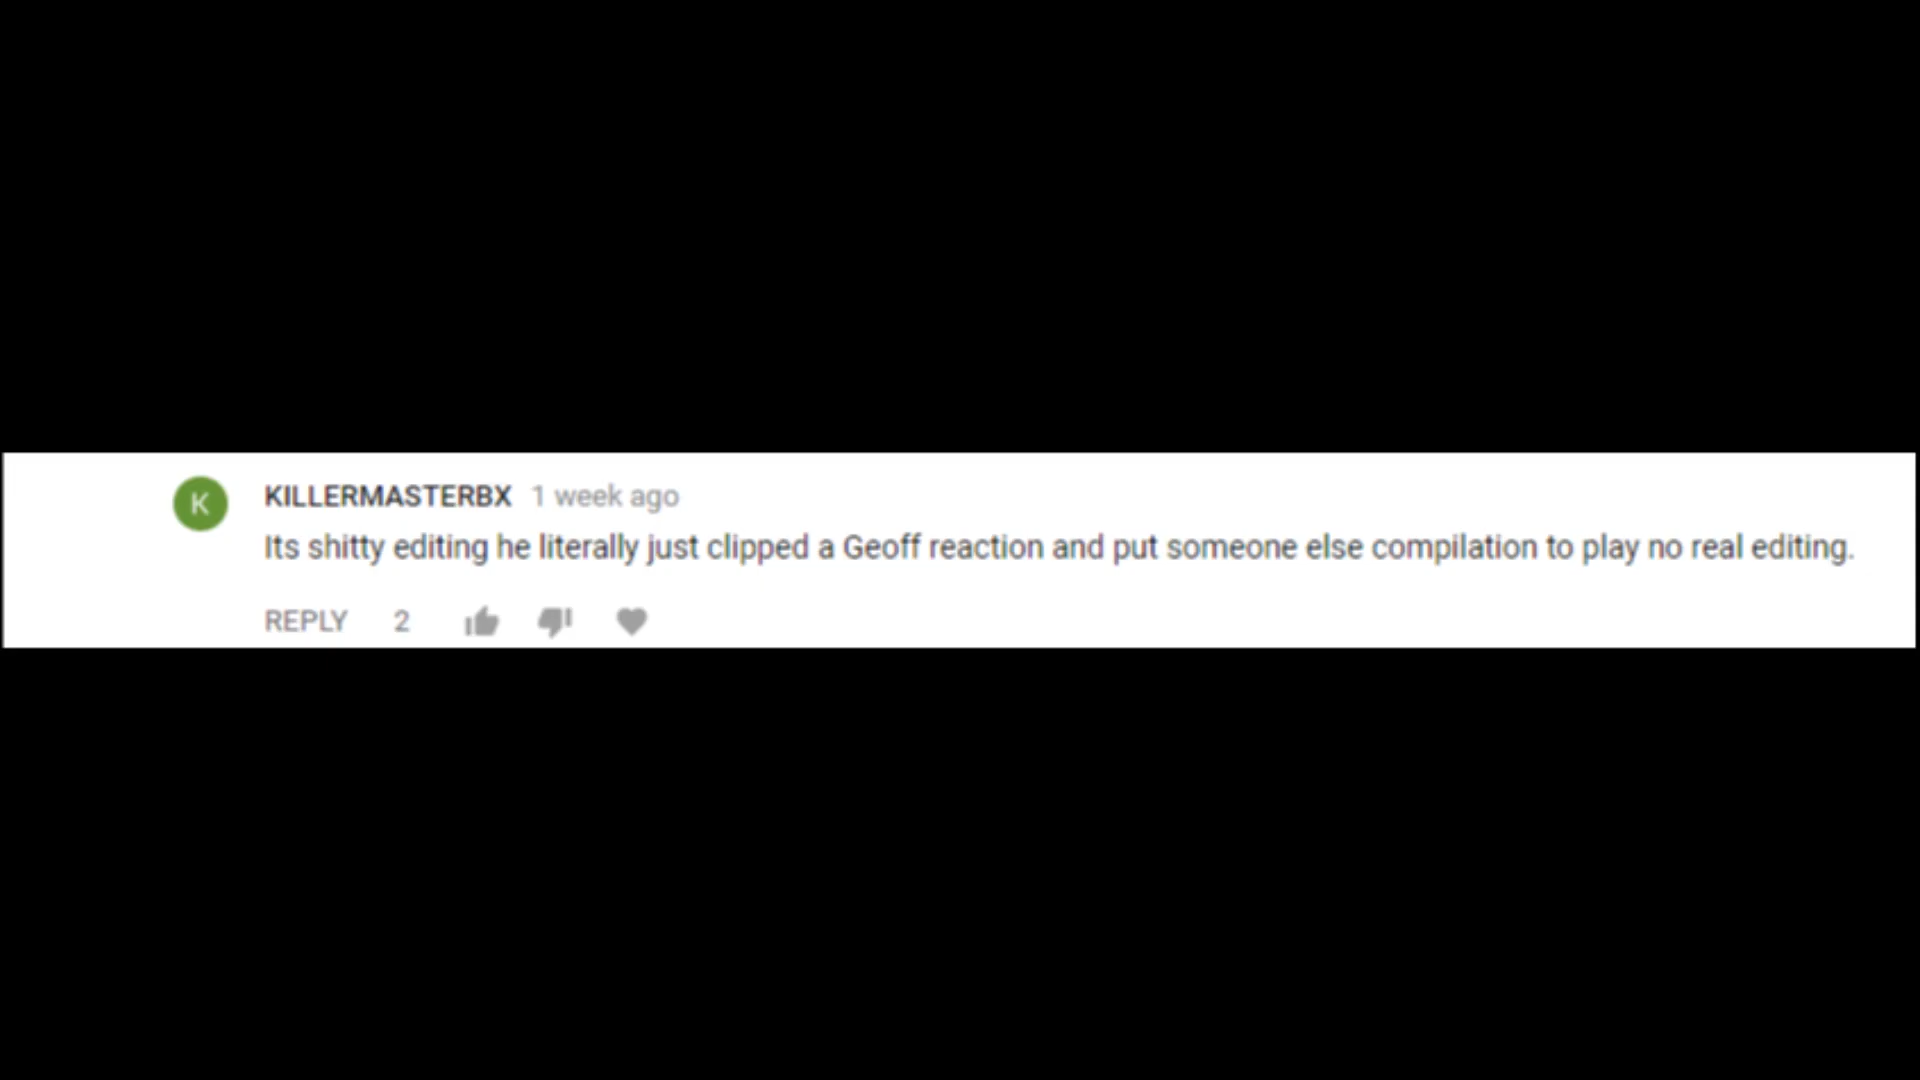 K
KILLERMASTERBX 1 week ago
Its shitty editing he literally just clipped a Geoff reaction and put someone else compilation to play no real editing.
REPLY 2